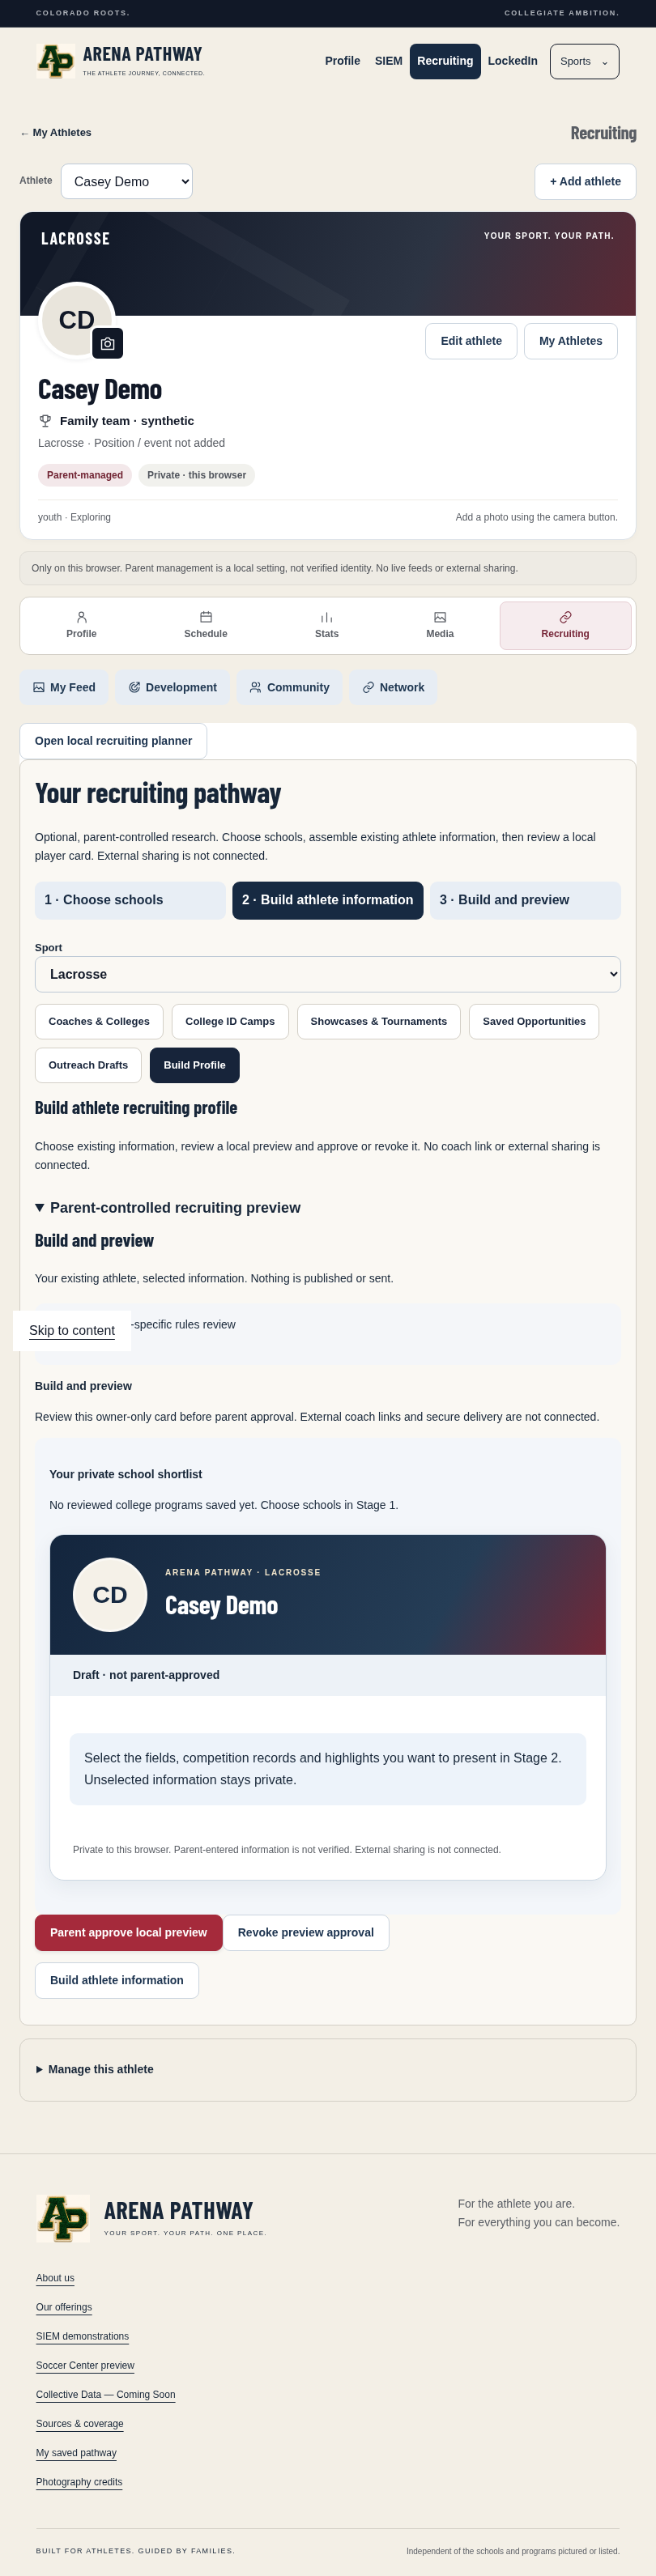 COLORADO ROOTS.
COLLEGIATE AMBITION.
AP
ARENA PATHWAY
THE ATHLETE JOURNEY, CONNECTED.
Profile
SIEM
Recruiting
LockedIn
Sports
← My Athletes
Recruiting
Athlete
Casey Demo
+ Add athlete
LACROSSE
YOUR SPORT. YOUR PATH.
CD
Edit athlete
My Athletes
Casey Demo
Family team · synthetic
Lacrosse · Position / event not added
Parent-managed
Private · this browser
youth · Exploring
Add a photo using the camera button.
Only on this browser. Parent management is a local setting, not verified identity. No live feeds or external sharing.
Profile
Schedule
Stats
Media
Recruiting
My Feed
Development
Community
Network
Open local recruiting planner
Your recruiting pathway
Optional, parent-controlled research. Choose schools, assemble existing athlete information, then review a local
player card. External sharing is not connected.
1 · Choose schools
2 · Build athlete information
3 · Build and preview
Sport
Lacrosse
Coaches & Colleges
College ID Camps
Showcases & Tournaments
Saved Opportunities
Outreach Drafts
Build Profile
Build athlete recruiting profile
Choose existing information, review a local preview and approve or revoke it. No coach link or external sharing is
connected.
▼ Parent-controlled recruiting preview
Build and preview
Your existing athlete, selected information. Nothing is published or sent.
Skip to content
-specific rules review
Build and preview
Review this owner-only card before parent approval. External coach links and secure delivery are not connected.
Your private school shortlist
No reviewed college programs saved yet. Choose schools in Stage 1.
CD
ARENA PATHWAY · LACROSSE
Casey Demo
Draft · not parent-approved
Select the fields, competition records and highlights you want to present in Stage 2.
Unselected information stays private.
Private to this browser. Parent-entered information is not verified. External sharing is not connected.
Parent approve local preview
Revoke preview approval
Build athlete information
▶ Manage this athlete
AP
ARENA PATHWAY
YOUR SPORT. YOUR PATH. ONE PLACE.
For the athlete you are.
For everything you can become.
About us
Our offerings
SIEM demonstrations
Soccer Center preview
Collective Data — Coming Soon
Sources & coverage
My saved pathway
Photography credits
BUILT FOR ATHLETES. GUIDED BY FAMILIES.
Independent of the schools and programs pictured or listed.